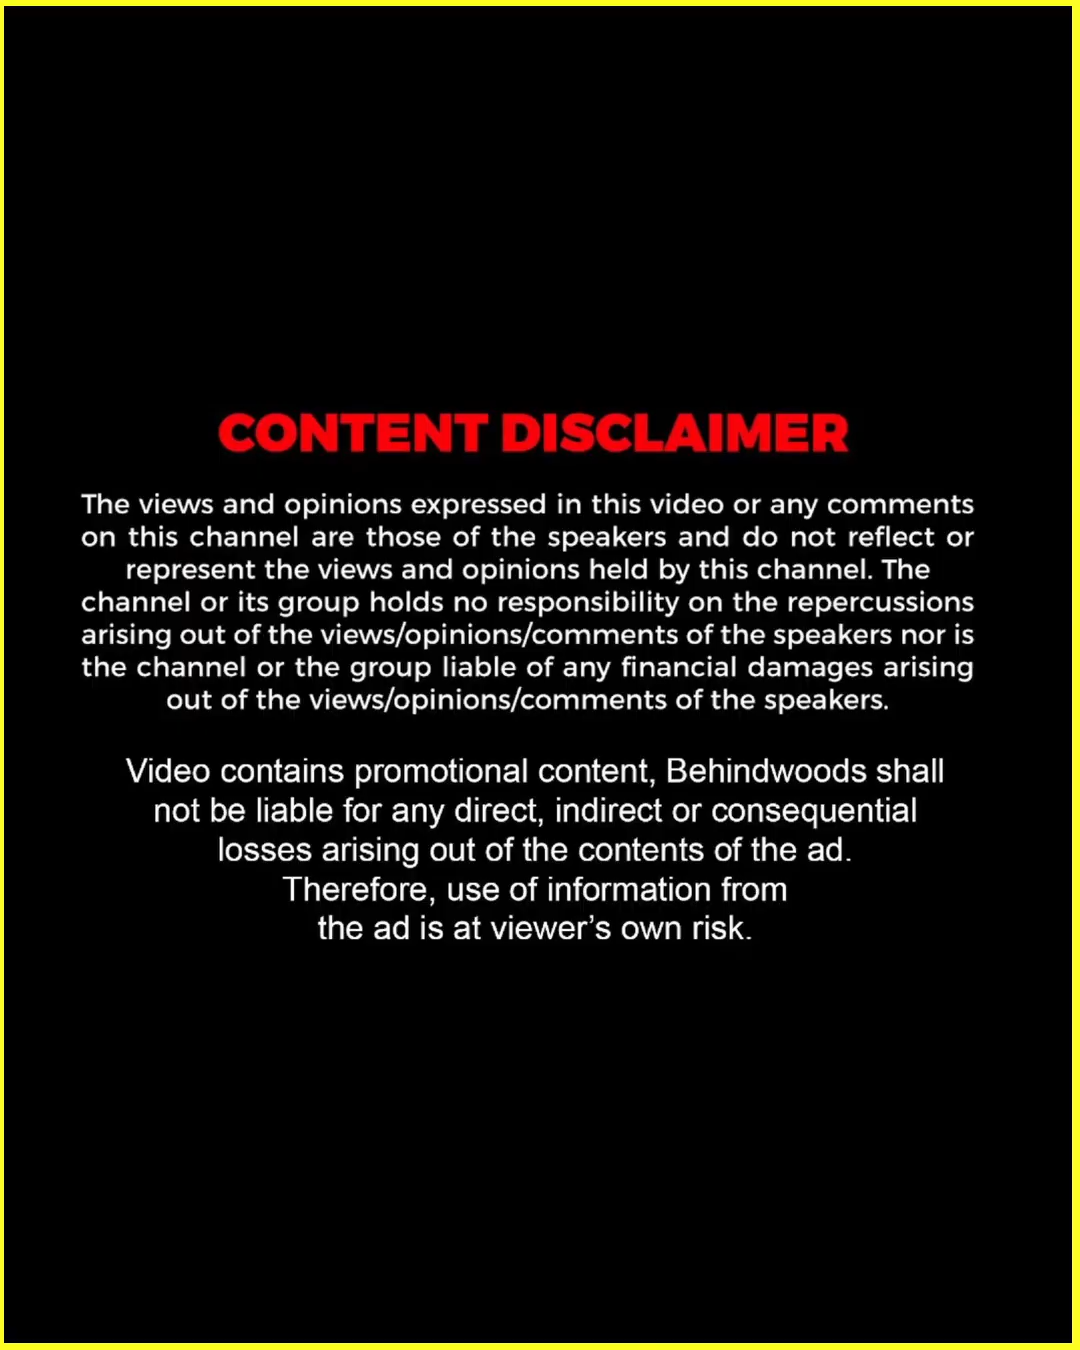 CONTENT DISCLAIMER
The views and opinions expressed in this video or any comments
on this channel are those of the speakers and do not reflect or
represent the views and opinions held by this channel. The
channel or its group holds no responsibility on the repercussions
arising out of the views/opinions/comments of the speakers nor is
the channel or the group liable of any financial damages arising
out of the views/opinions/comments of the speakers.
Video contains promotional content, Behindwoods shall
not be liable for any direct, indirect or consequential
losses arising out of the contents of the ad.
Therefore, use of information from
the ad is at viewer’s own risk.